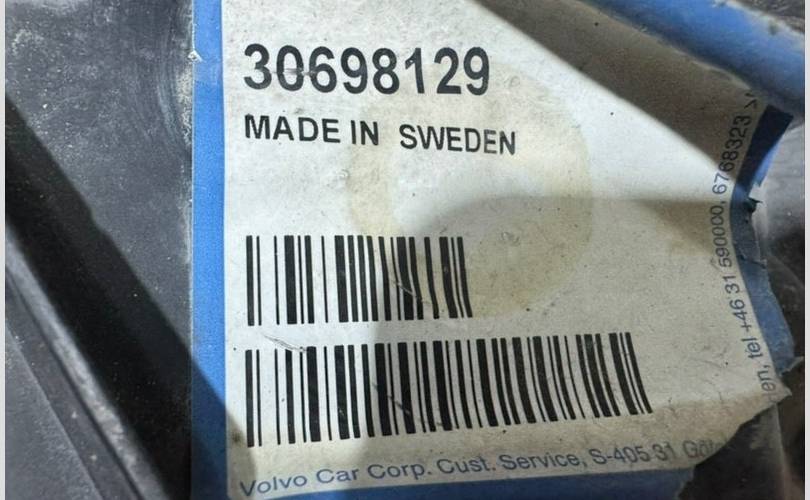 30698129
MADE IN SWEDEN
Volvo Car Corp. Cust. Service, S-405 31
tel +46 31 590000, 6768323